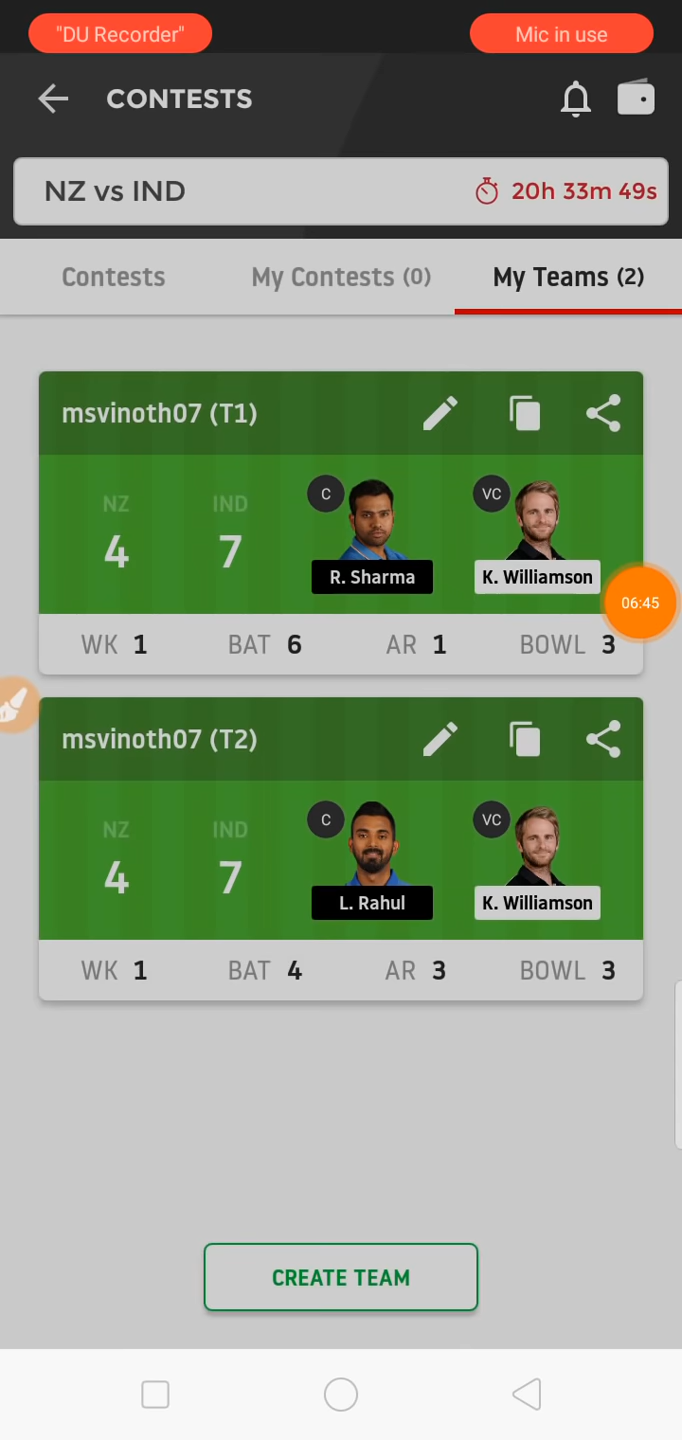 "DU Recorder" Mic in use
CONTESTS
NZ vs IND 20h 33m 49s
Contests My Contests (0) My Teams (2)
msvinoth07 (T1)
NZ IND C VC
4 7
R. Sharma K. Williamson
06:45
WK 1 BAT 6 AR 1 BOWL 3
msvinoth07 (T2)
NZ IND C VC
4 7
L. Rahul K. Williamson
WK 1 BAT 4 AR 3 BOWL 3
CREATE TEAM